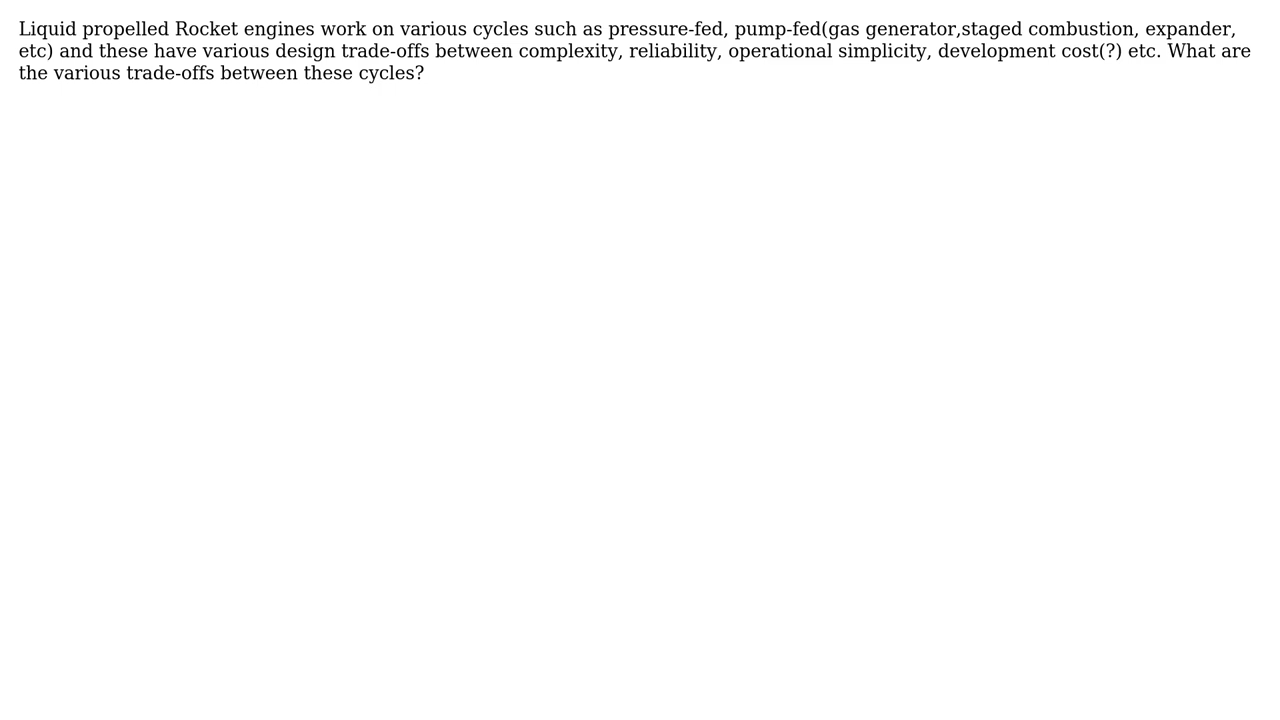 Liquid propelled Rocket engines work on various cycles such as pressure-fed, pump-fed(gas generator,staged combustion, expander,
etc) and these have various design trade-offs between complexity, reliability, operational simplicity, development cost(?) etc. What are
the various trade-offs between these cycles?